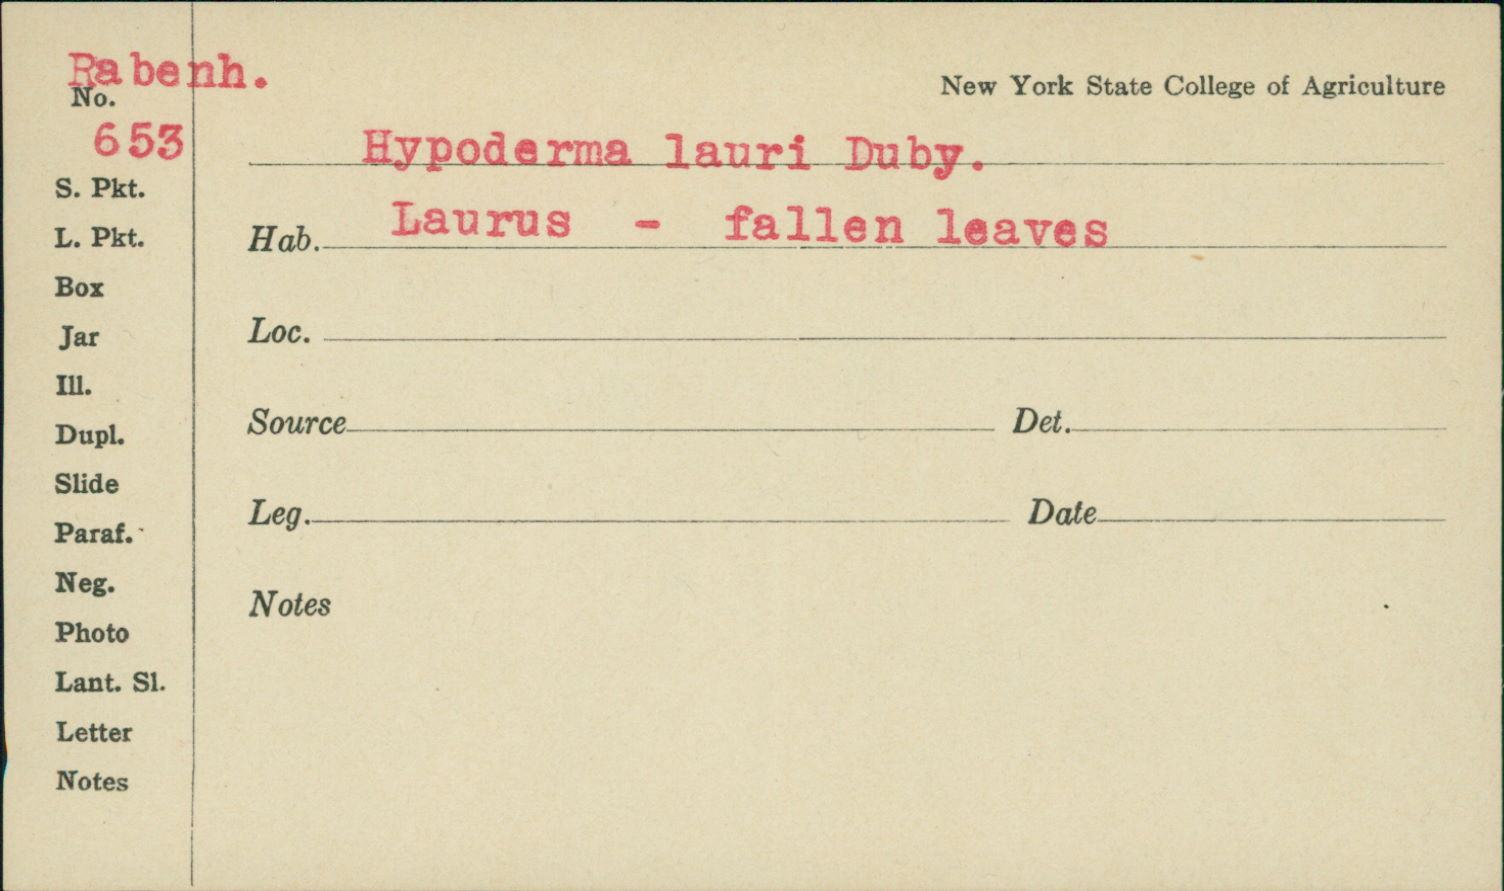 Rabenh.
No.
653
S. Pkt.
L. Pkt.
Box
Jar
Ill.
Dupl.
Slide
Paraf.
Neg.
Photo
Lant. Sl.
Letter
Notes
New York State College of Agriculture
Hypoderma lauri Duby.
Hab. Laurus - fallen leaves
Loc.
Source Det.
Leg. Date
Notes